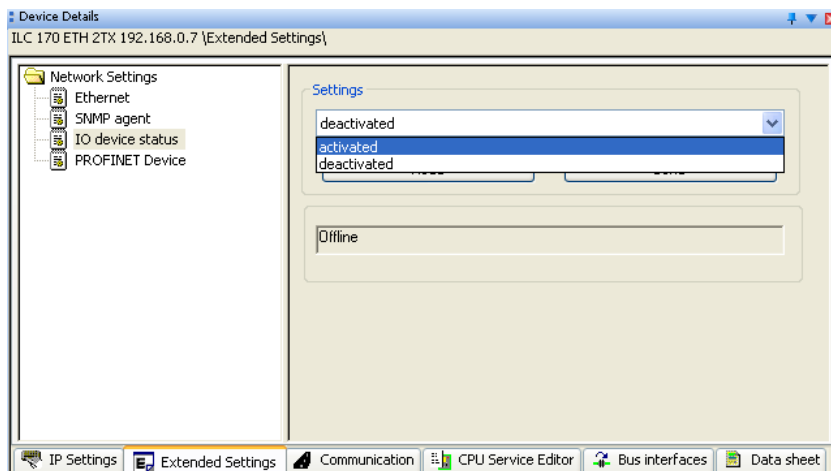 Device Details
ILC 170 ETH 2TX 192.168.0.7 \Extended Settings\
Network Settings
Ethernet
SNMP agent
IO device status
PROFINET Device
Settings
deactivated
activated
deactivated
Offline
IP Settings
Extended Settings
Communication
CPU Service Editor
Bus interfaces
Data sheet